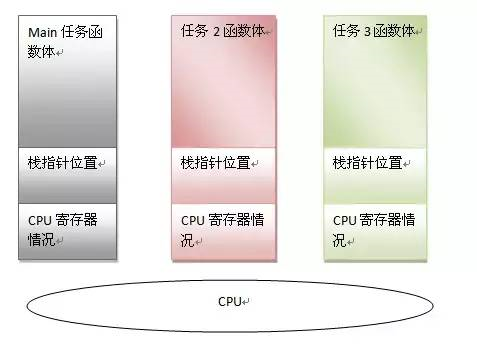 Main 任务函
数体
栈指针位置
CPU 寄存器
情况
任务 2 函数体
栈指针位置
CPU 寄存器情
况
任务 3 函数体
栈指针位置
CPU 寄存器情
况
CPU